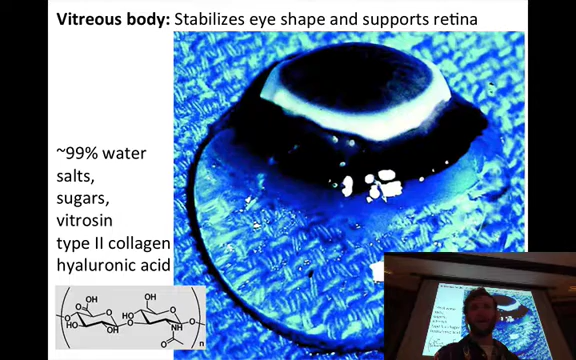 Vitreous body: Stabilizes eye shape and supports retina
~99% water
salts,
sugars,
vitrosin
type II collagen
hyaluronic acid
OH
O
O
HO
OH
OH
HO
O
NH
O
O
n